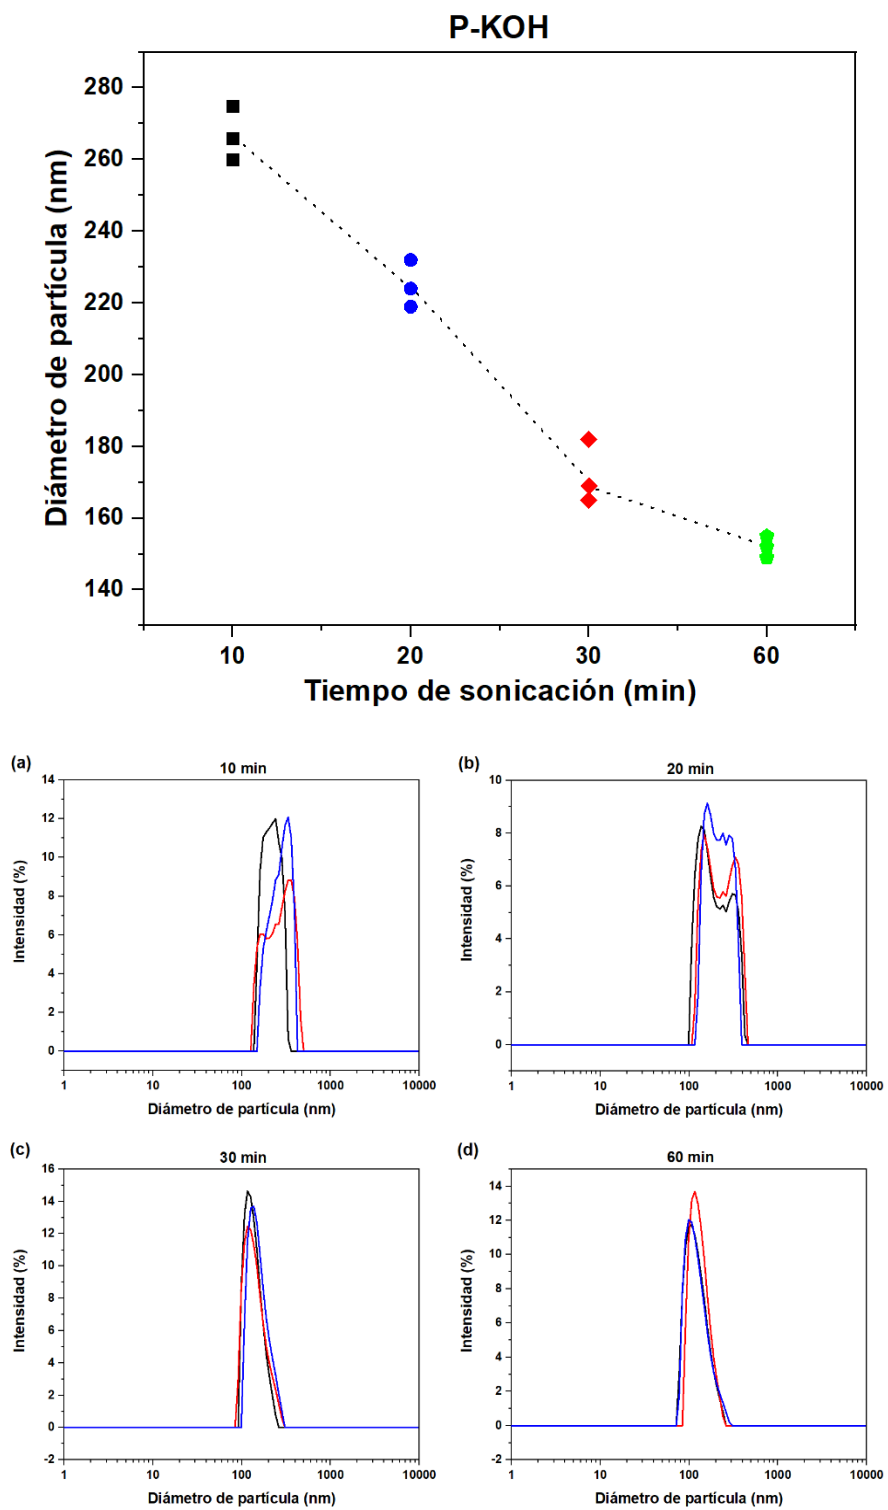 P-KOH
Diámetro de partícula (nm)
280
260
240
220
200
180
160
140
10 20 30 60
Tiempo de sonicación (min)
(a)
10 min
Intensidad (%)
14
12
10
8
6
4
2
0
1 10 100 1000 10000
Diámetro de partícula (nm)
(b)
20 min
Intensidad (%)
10
8
6
4
2
0
1 10 100 1000 10000
Diámetro de partícula (nm)
(c)
30 min
Intensidad (%)
16
14
12
10
8
6
4
2
0
-2
1 10 100 1000 10000
Diámetro de partícula (nm)
(d)
60 min
Intensidad (%)
14
12
10
8
6
4
2
0
-2
1 10 100 1000 10000
Diámetro de partícula (nm)